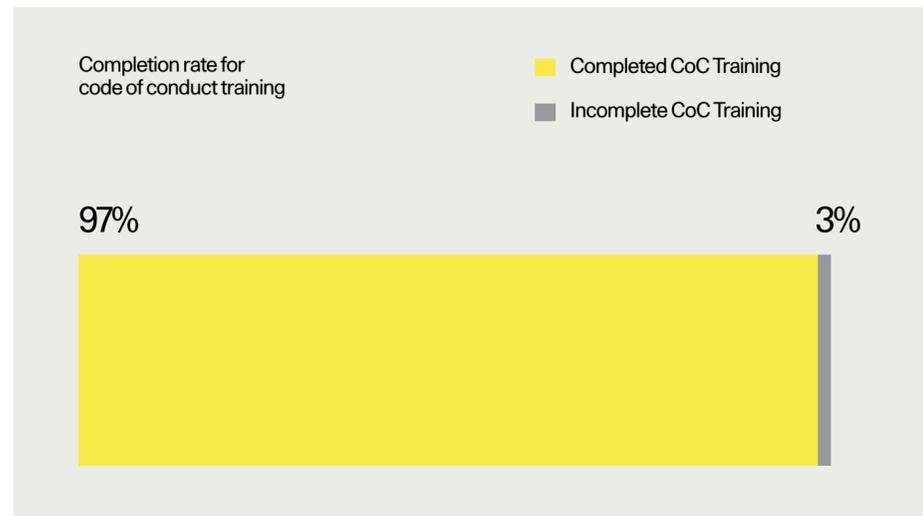 Completion rate for
code of conduct training
Completed CoC Training
Incomplete CoC Training
97%
3%